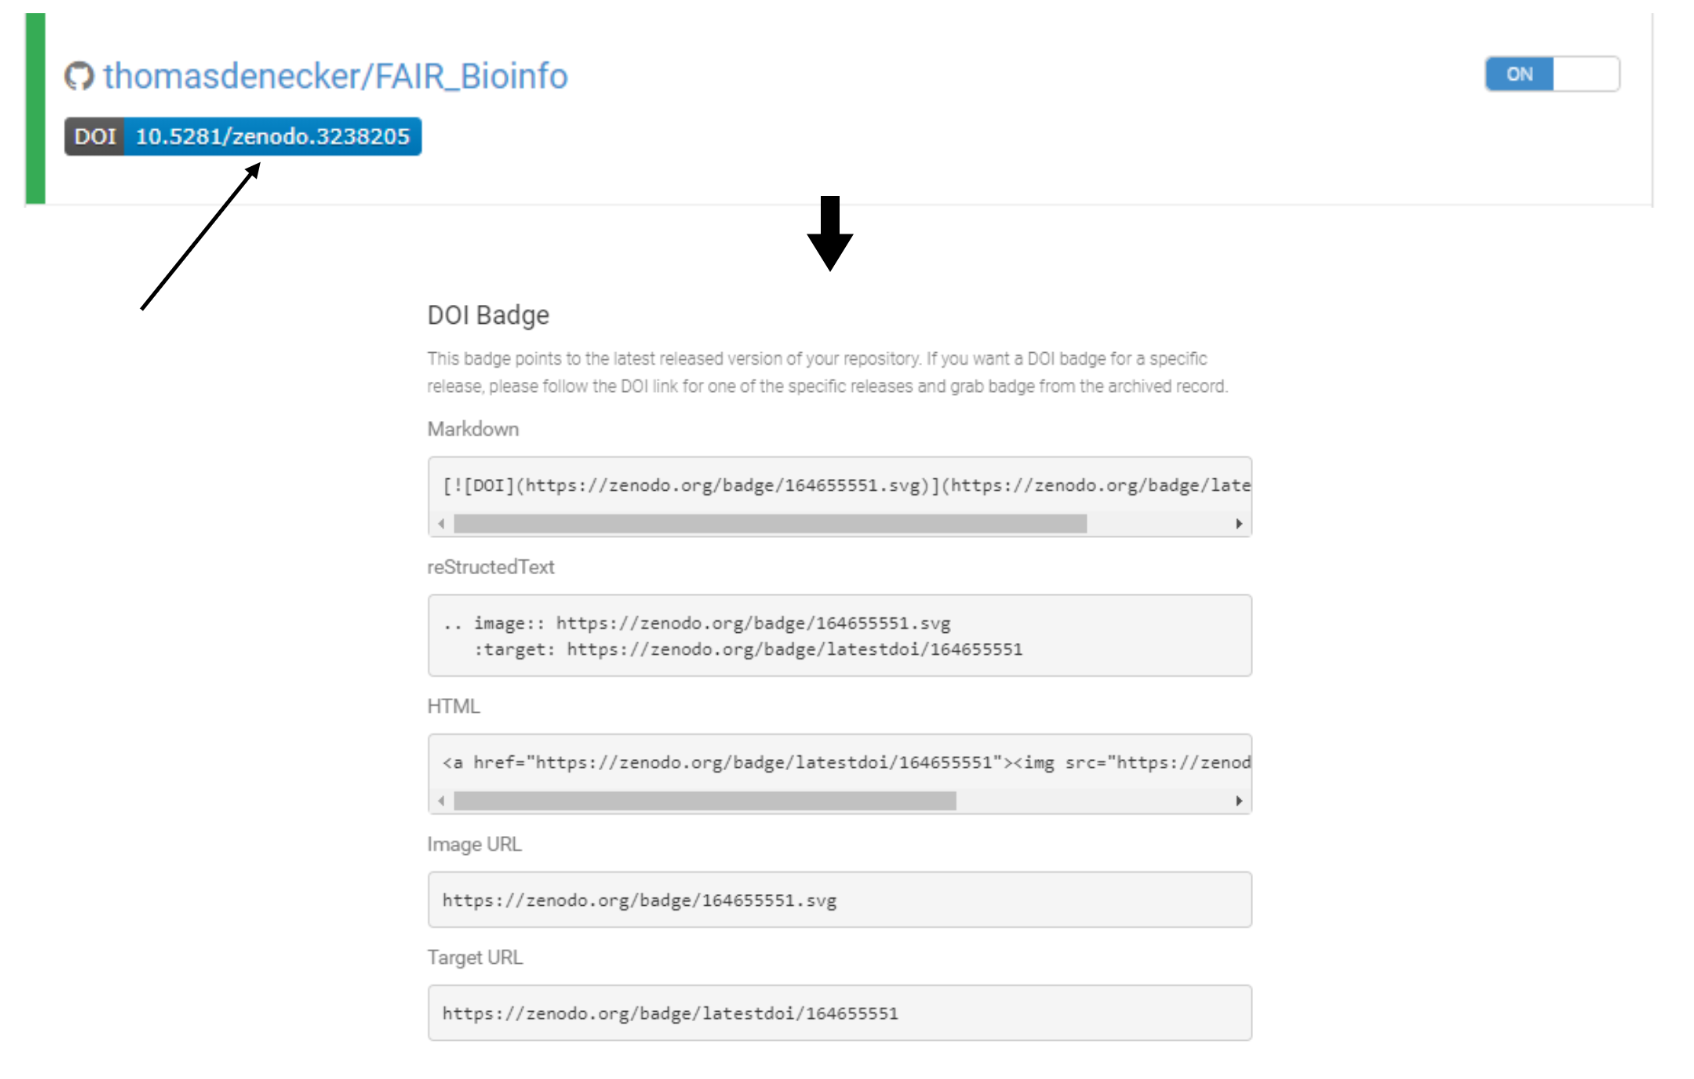 thomasdenecker/FAIR_Bioinfo
ON
DOI 10.5281/zenodo.3238205
DOI Badge
This badge points to the latest released version of your repository. If you want a DOI badge for a specific
release, please follow the DOI link for one of the specific releases and grab badge from the archived record.
Markdown
[![DOI](https://zenodo.org/badge/164655551.svg)](https://zenodo.org/badge/late
reStructedText
.. image:: https://zenodo.org/badge/164655551.svg
:target: https://zenodo.org/badge/latestdoi/164655551
HTML
<a href="https://zenodo.org/badge/latestdoi/164655551"><img src="https://zenod
Image URL
https://zenodo.org/badge/164655551.svg
Target URL
https://zenodo.org/badge/latestdoi/164655551